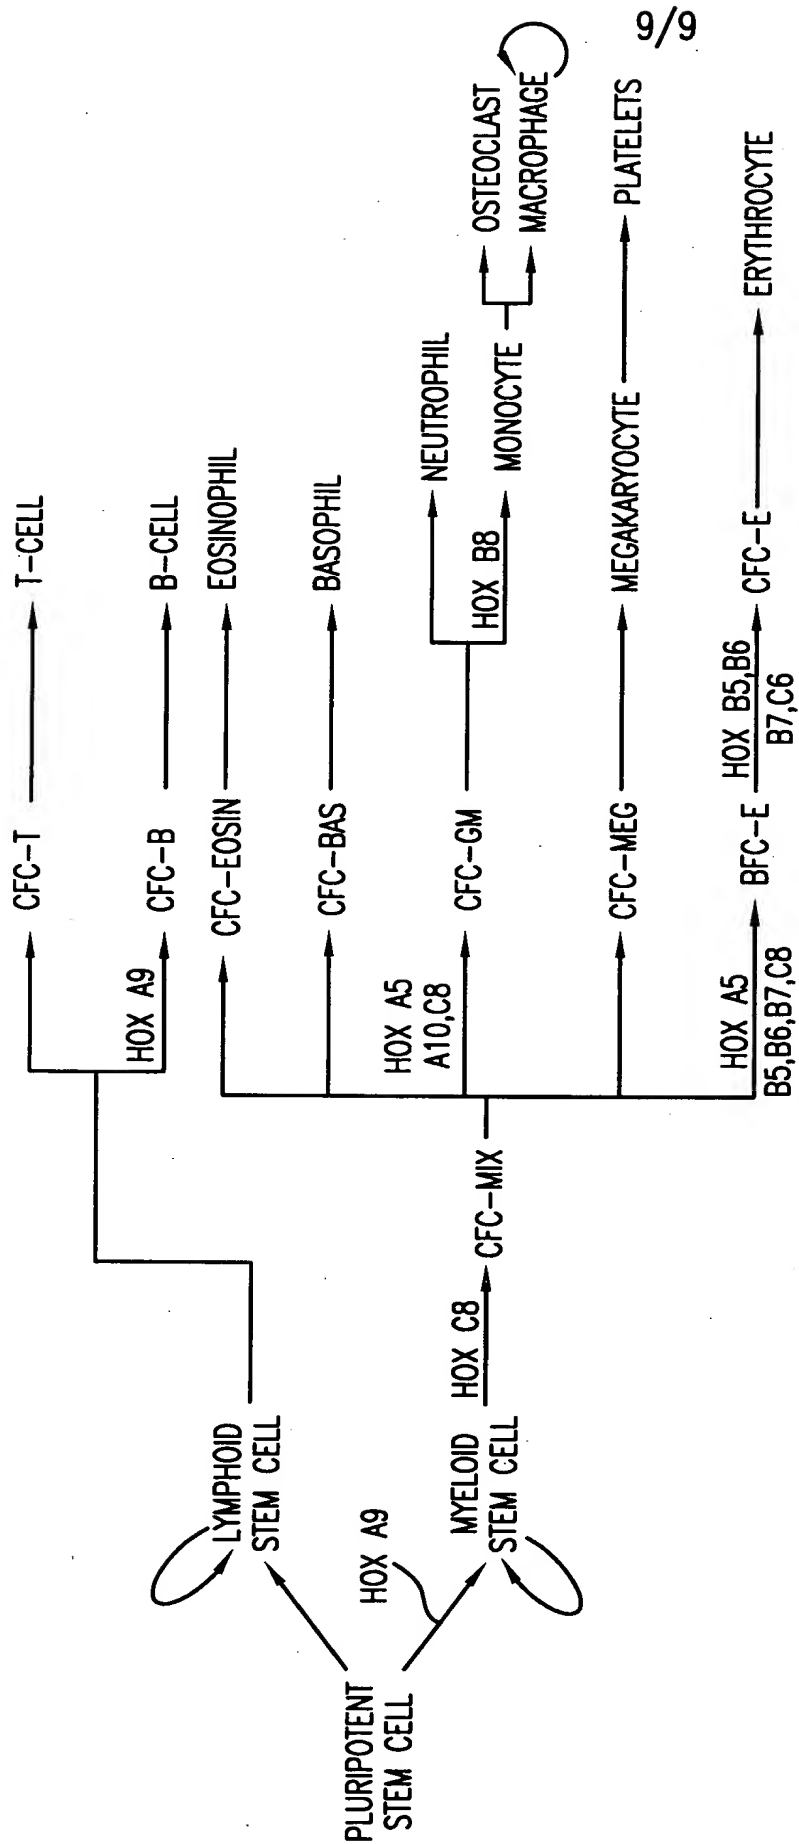 6/6
PLURIPOTENT
STEM CELL
LYMPHOID
STEM CELL
HOX A9
MYELOID
STEM CELL
HOX C8
CFC-MIX
CFC-T
T-CELL
HOX A9
CFC-B
B-CELL
CFC-EOSIN
EOSINOPHIL
CFC-BAS
BASOPHIL
HOX A5
A10,C8
CFC-GM
NEUTROPHIL
HOX B8
MONOCYTE
OSTEOCLAST
MACROPHAGE
CFC-MEG
MEGAKARYOCYTE
PLATELETS
HOX A5
B5,B6,B7,C8
BFC-E
HOX B5,B6
B7,C6
CFC-E
ERYTHROCYTE